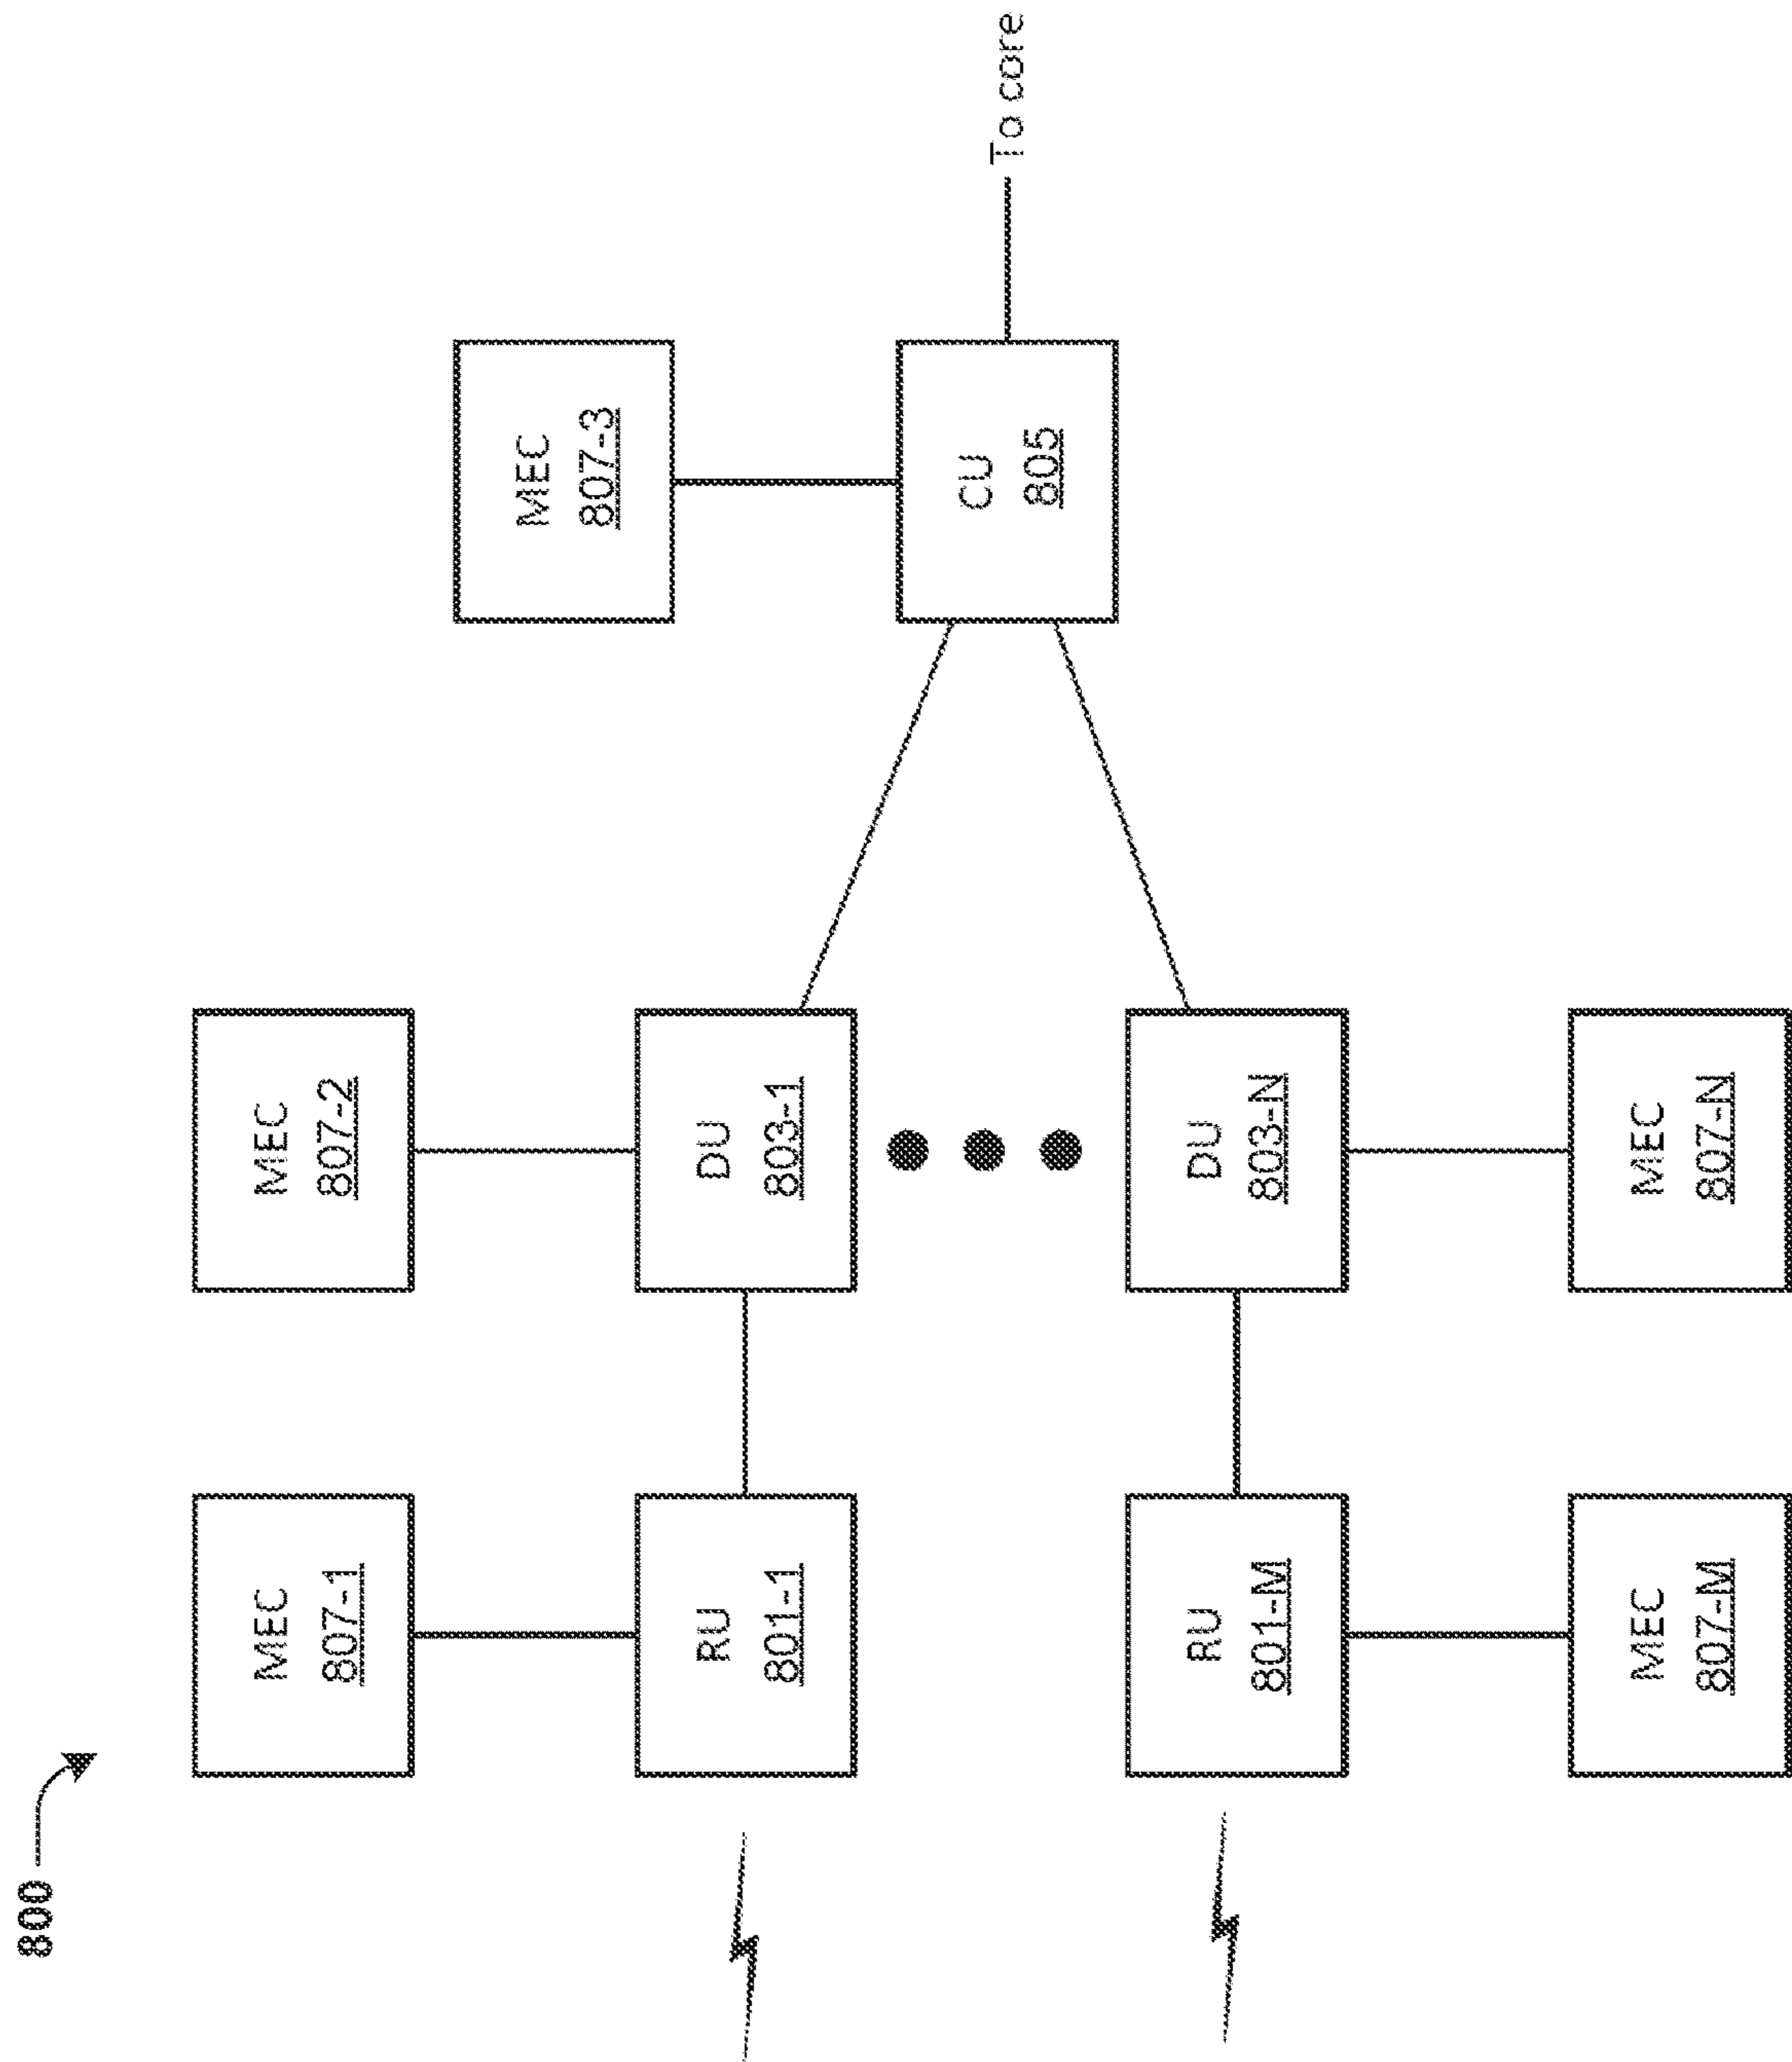 800
MEC
807-1
MEC
807-2
MEC
807-3
RU
801-1
DU
803-1
CU
805
To core
RU
801-M
DU
803-N
MEC
807-M
MEC
807-N